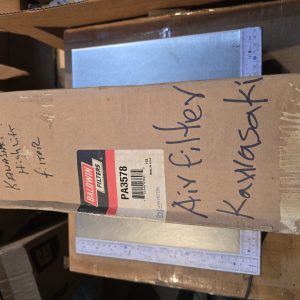 Kawasaki
Highlift
filter
BALDWIN
FILTERS
PA3578
Air filter
Kawasaki